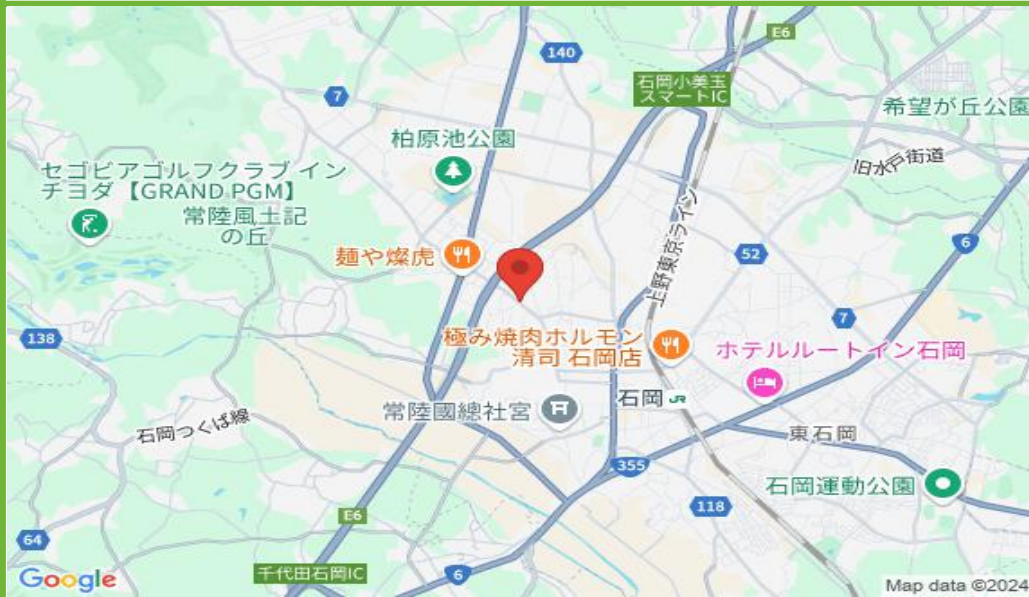 E6
140
石岡小美玉
スマートIC
7
希望が丘公園
柏原池公園
旧水戸街道
セゴビアゴルフクラブ イン
チヨダ【GRAND PGM】
常陸風土記
の丘
上野東京ライン
6
麺や燦虎
52
7
138
極み焼肉ホルモン
清司 石岡店
ホテルルートイン石岡
石岡 JR
常陸國總社宮
石岡つくば線
東石岡
355
石岡運動公園
118
E6
64
千代田石岡IC
6
Google
Map data ©2024